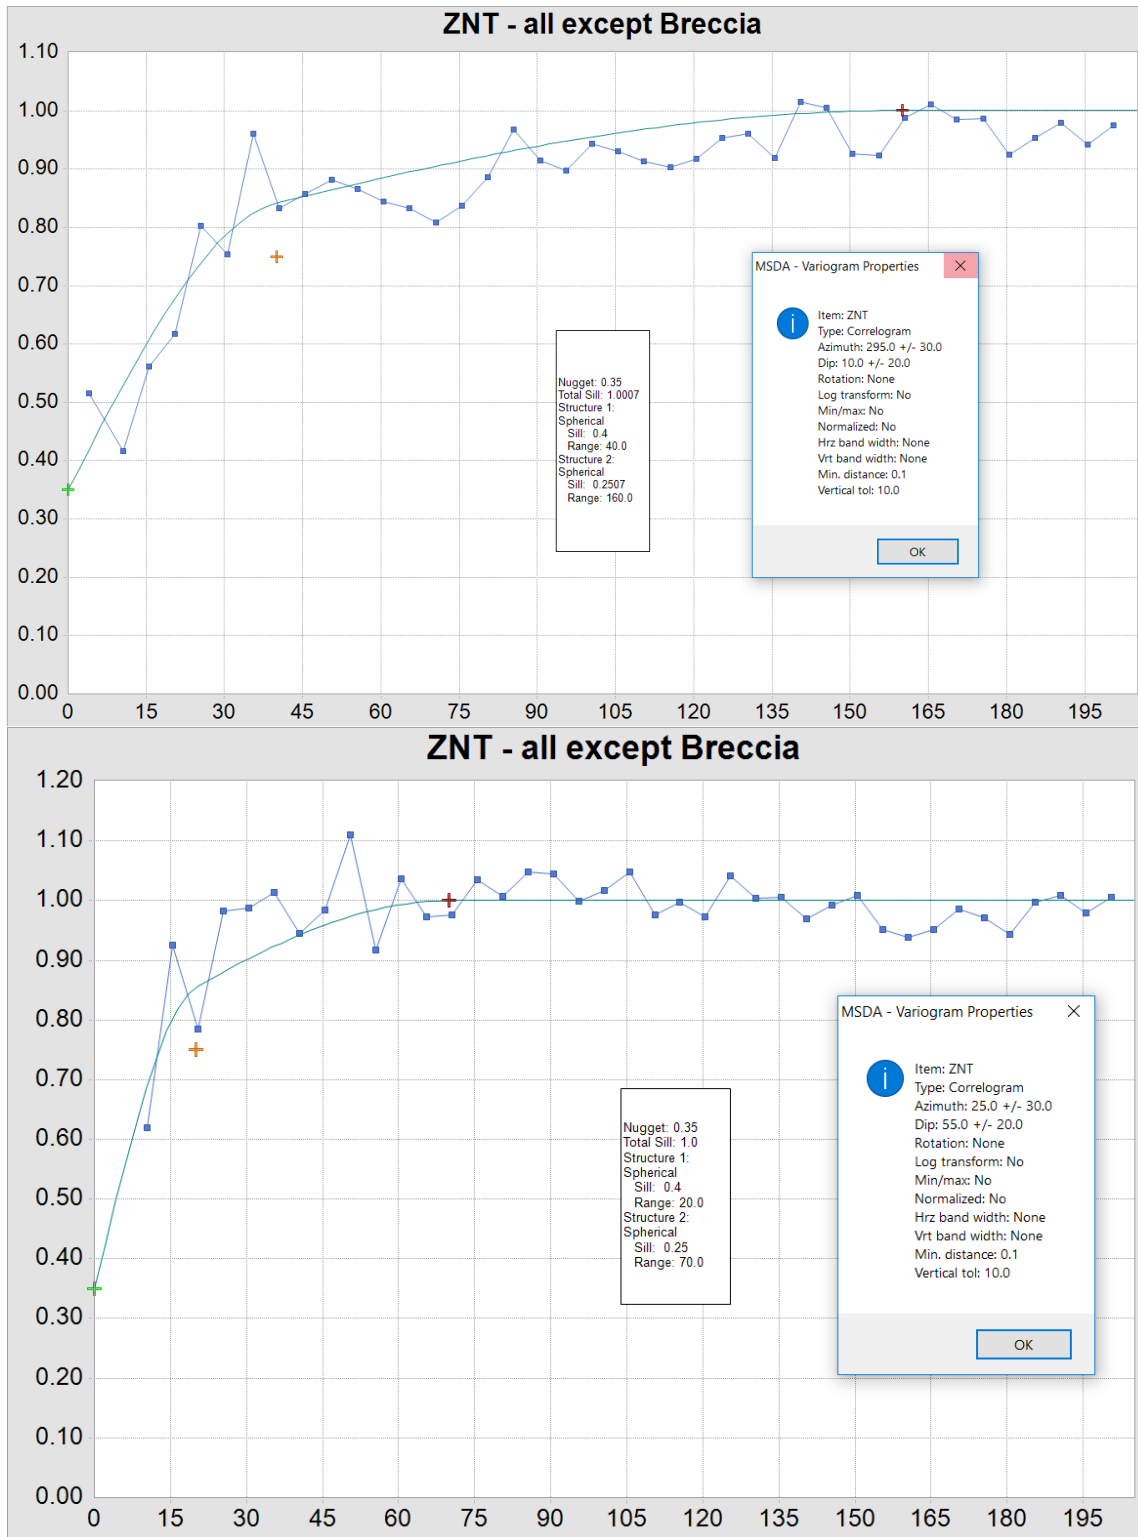 ZNT - all except Breccia
1.10
1.00
0.90
0.80
0.70
0.60
0.50
0.40
0.30
0.20
0.10
0.00
0 15 30 45 60 75 90 105 120 135 150 165 180 195
Nugget: 0.35
Total Sill: 1.0007
Structure 1:
Spherical
Sill: 0.4
Range: 40.0
Structure 2:
Spherical
Sill: 0.2507
Range: 160.0
MSDA - Variogram Properties
Item: ZNT
Type: Correlogram
Azimuth: 295.0 +/- 30.0
Dip: 10.0 +/- 20.0
Rotation: None
Log transform: No
Min/max: No
Normalized: No
Hrz band width: None
Vrt band width: None
Min. distance: 0.1
Vertical tol: 10.0
OK
ZNT - all except Breccia
1.20
1.10
1.00
0.90
0.80
0.70
0.60
0.50
0.40
0.30
0.20
0.10
0.00
0 15 30 45 60 75 90 105 120 135 150 165 180 195
Nugget: 0.35
Total Sill: 1.0
Structure 1:
Spherical
Sill: 0.4
Range: 20.0
Structure 2:
Spherical
Sill: 0.25
Range: 70.0
MSDA - Variogram Properties
Item: ZNT
Type: Correlogram
Azimuth: 25.0 +/- 30.0
Dip: 55.0 +/- 20.0
Rotation: None
Log transform: No
Min/max: No
Normalized: No
Hrz band width: None
Vrt band width: None
Min. distance: 0.1
Vertical tol: 10.0
OK